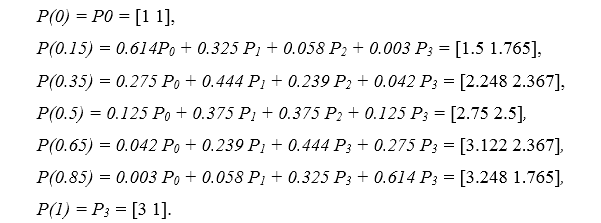 P(0) = P0 = [1 1],
P(0.15) = 0.614P₀ + 0.325 P₁ + 0.058 P₂ + 0.003 P₃ = [1.5 1.765],
P(0.35) = 0.275 P₀ + 0.444 P₁ + 0.239 P₂ + 0.042 P₃ = [2.248 2.367],
P(0.5) = 0.125 P₀ + 0.375 P₁ + 0.375 P₂ + 0.125 P₃ = [2.75 2.5],
P(0.65) = 0.042 P₀ + 0.239 P₁ + 0.444 P₃ + 0.275 P₃ = [3.122 2.367],
P(0.85) = 0.003 P₀ + 0.058 P₁ + 0.325 P₃ + 0.614 P₃ = [3.248 1.765],
P(1) = P₃ = [3 1].